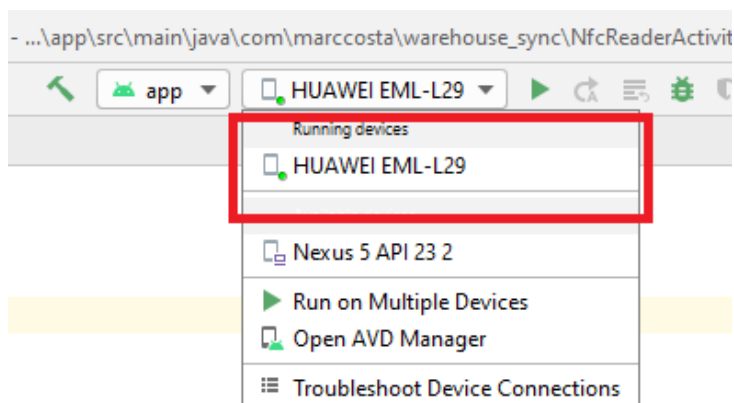 - ...\app\src\main\java\com\marccosta\warehouse_sync\NfcReaderActivit
app HUAWEI EML-L29
Running devices
HUAWEI EML-L29
Nexus 5 API 23 2
Run on Multiple Devices
Open AVD Manager
Troubleshoot Device Connections